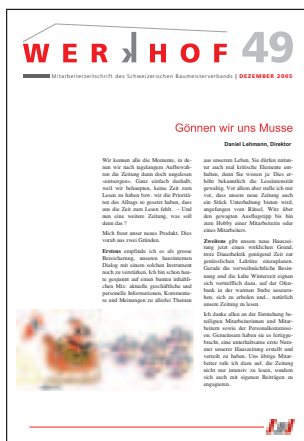 WERKHOF 49
Mitarbeiterzeitschrift des Schweizerischen Baumeisterverbands | DEZEMBER 2005
Gönnen wir uns Musse
Daniel Lehmann, Direktor
Wir kennen alle die Momente, in de-
nen wir nach tagelangem Aufbewah-
ren die Zeitung dann doch ungelesen
«entsorgen». Ganz einfach deshalb,
weil wir behaupten, keine Zeit zum
Lesen zu haben bzw. wir die Prioritä-
ten des Alltags so gesetzt haben, dass
uns die Zeit zum Lesen fehlt. – Und
nun eine weitere Zeitung, was soll
denn das ?
Mich freut unser neues Produkt. Dies
vorab aus zwei Gründen.
Erstens empfinde ich es als grosse
Bereicherung, unseren hausinternen
Dialog mit einem solchen Instrument
noch zu verstärken. Ich bin schon heu-
te gespannt auf einen bunten inhaltli-
chen Mix: aktuelle geschäftliche und
personelle Informationen, Kommenta-
re und Meinungen zu allerlei Themen
aus unserem Leben. Sie dürfen mitun-
ter auch mal kritische Elemente ent-
halten, denn Sie wissen ja: Dies er-
höht bekanntlich die Leseintensität
gewaltig. Vor allem aber stelle ich mir
vor, dass unsere neue Zeitung auch
ein Stück Unterhaltung bieten wird,
angefangen vom Rätsel, Witz über
den gewagten Ausflugstipp bis hin
zum Hobby einer Mitarbeiterin oder
eines Mitarbeiters.
Zweitens gibt unsere neue Hauszei-
tung jetzt einen wirklichen Grund,
trotz Dauerhektik genügend Zeit zur
genüsslichen Lektüre einzuplanen.
Gerade die vorweihnächtliche Besin-
nung und die kalte Winterzeit eignen
sich vortrefflich dazu, auf der Ofen-
bank in der warmen Stube auszuru-
hen, sich zu erholen und... natürlich
unsere Zeitung zu lesen.
Ich danke allen an der Entstehung be-
teiligten Mitarbeiterinnen und Mitar-
beitern sowie der Personalkommissi-
on. Gemeinsam haben sie es fertigge-
bracht, eine unterhaltsame erste Num-
mer unserer Hauszeitung erstellt und
verteilt zu haben. Uns übrige Mitar-
beiter rufe ich dazu auf, die Zeitung
nicht nur intensiv zu lesen, sondern
sich auch mit eigenen Beiträgen zu
engagieren.